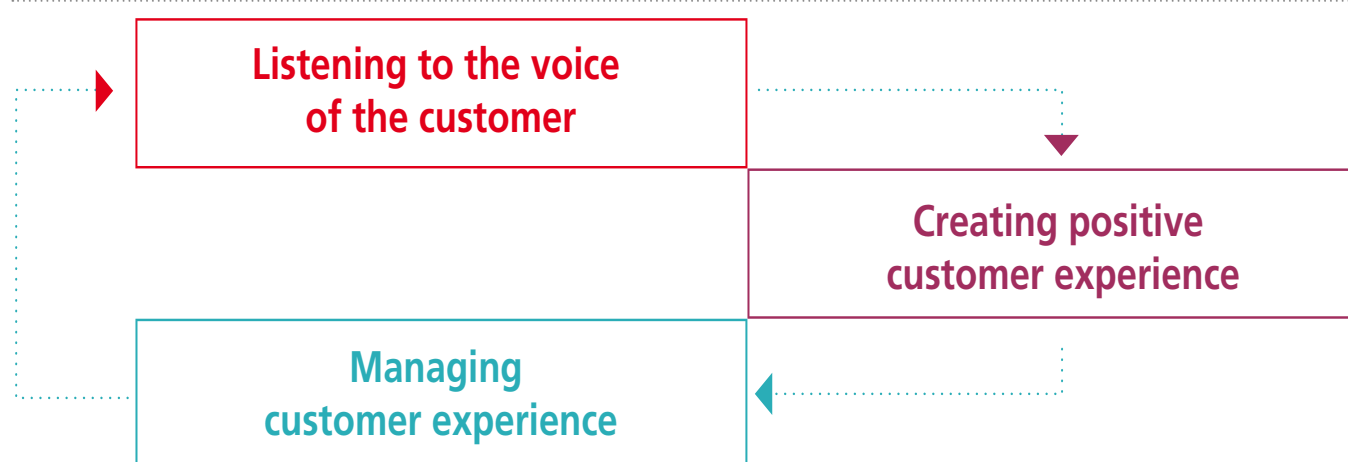 Listening to the voice
of the customer
Creating positive
customer experience
Managing
customer experience